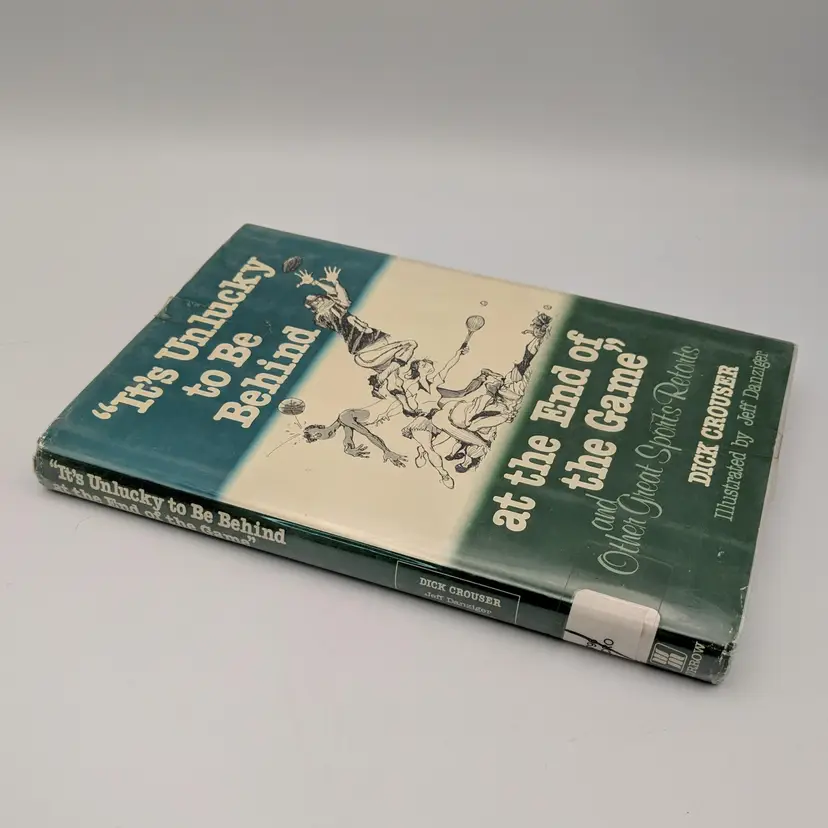 “It's Unlucky
to Be
Behind
at the End of
the Game”
and
Other Great Sports Retorts
DICK CROUSER
Illustrated by Jeff Danziger
“It's Unlucky to Be Behind
at the End of the Game”
DICK CROUSER
Jeff Danziger